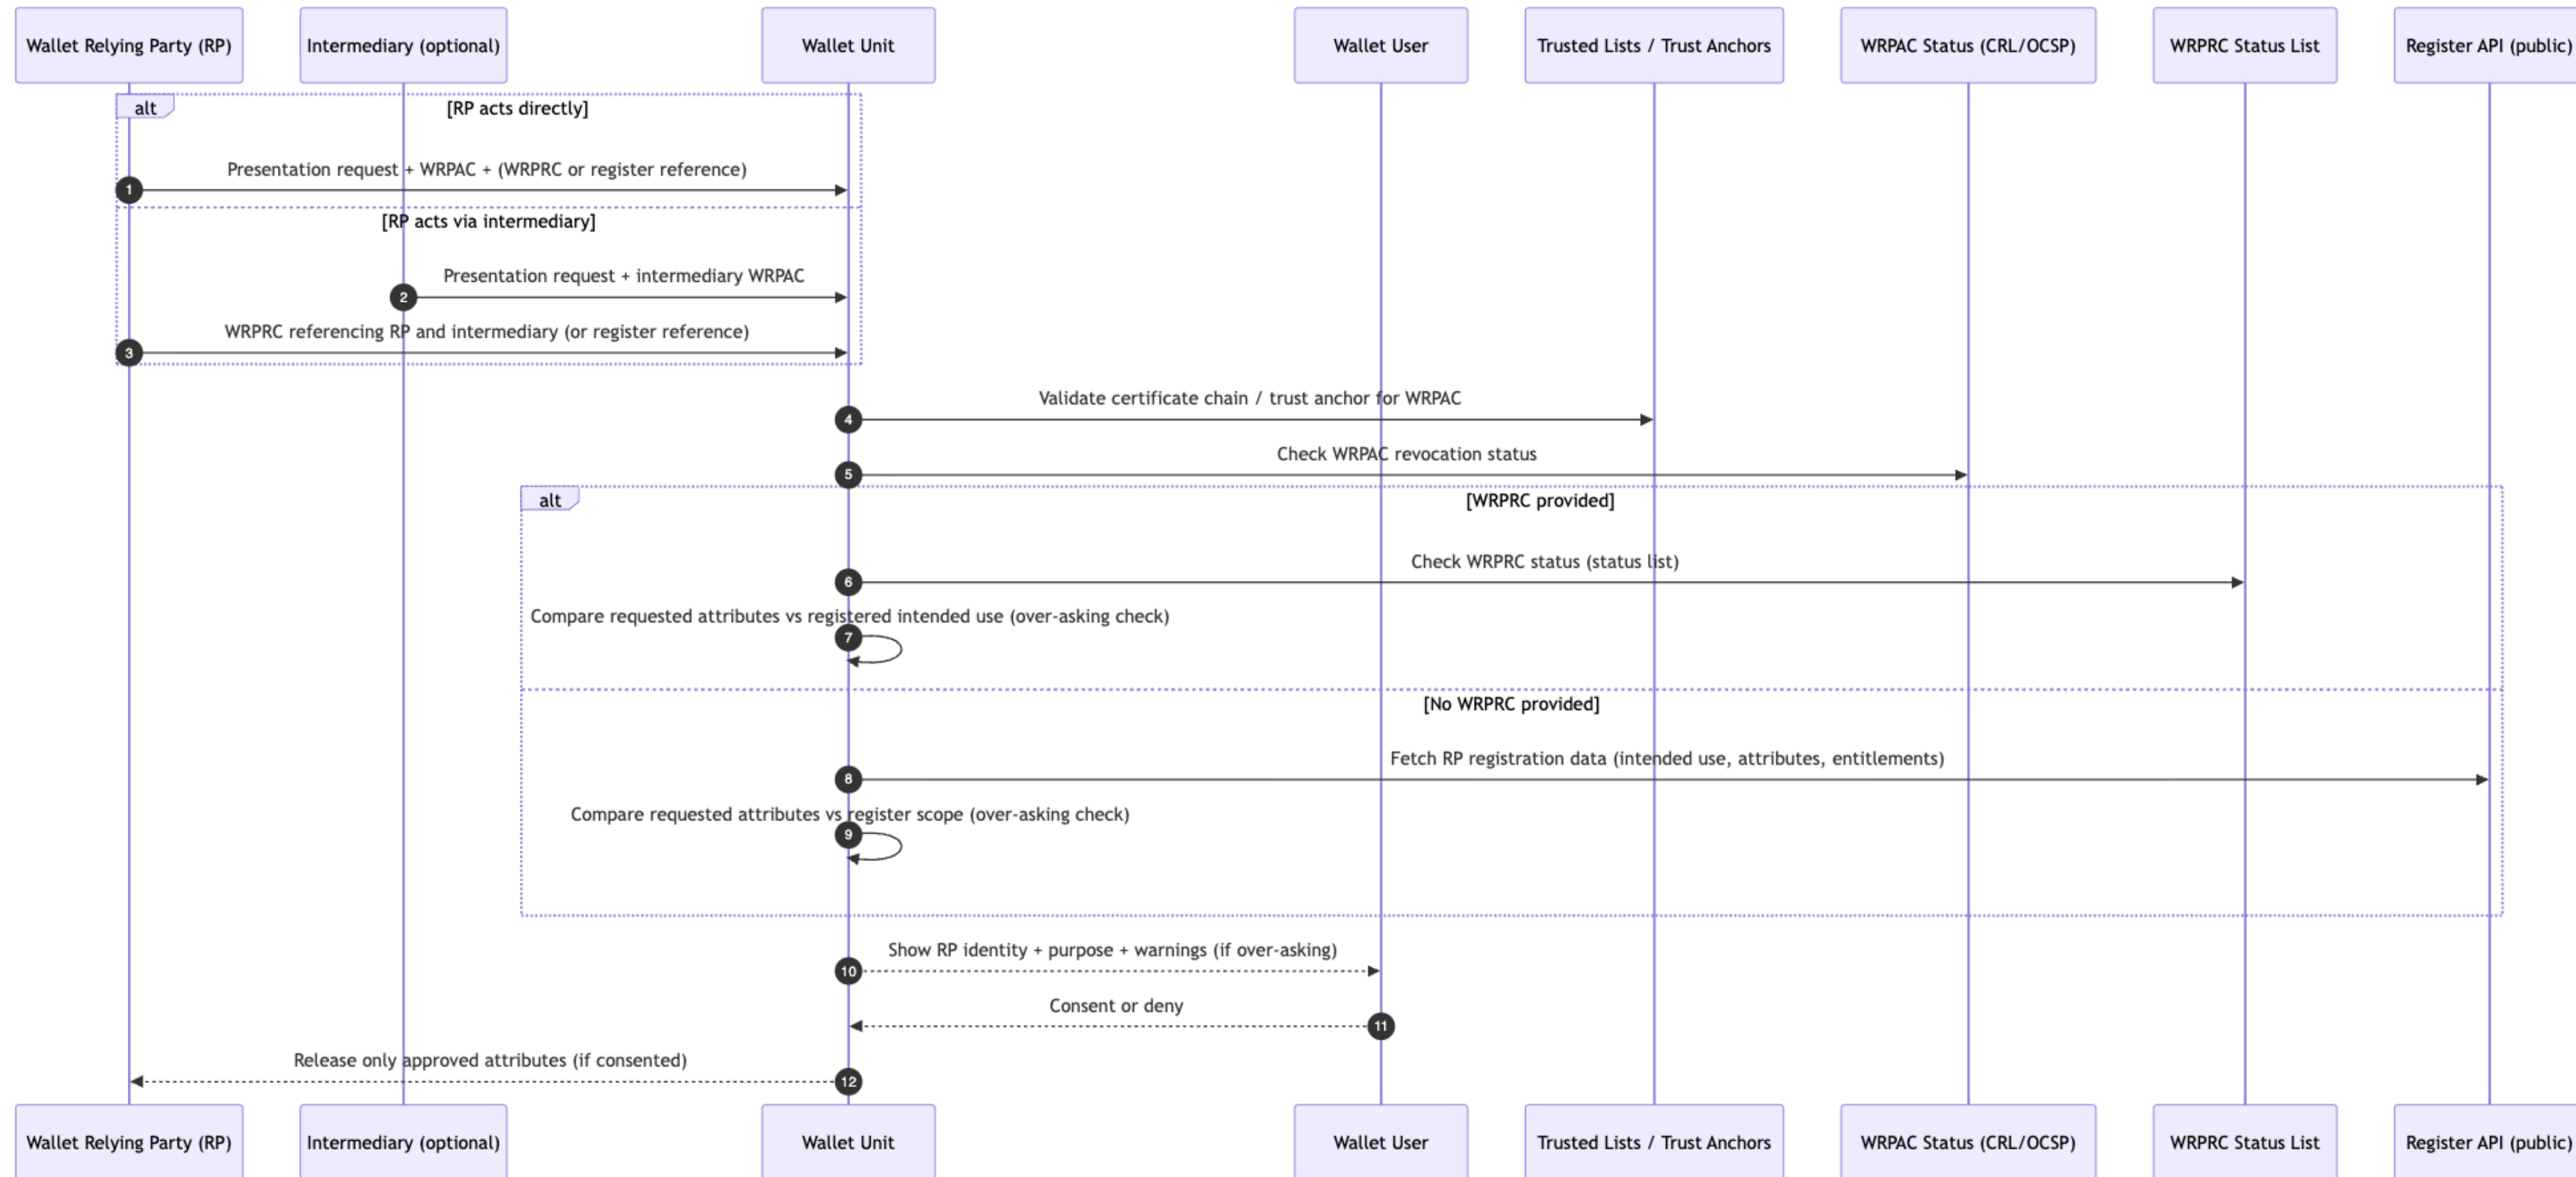 Wallet Relying Party (RP)
Intermediary (optional)
Wallet Unit
Wallet User
Trusted Lists / Trust Anchors
WRPAC Status (CRL/OCSP)
WRPRC Status List
Register API (public)
alt
[RP acts directly]
Presentation request + WRPAC + (WRPRC or register reference)
1
[RP acts via intermediary]
Presentation request + intermediary WRPAC
2
WRPRC referencing RP and intermediary (or register reference)
3
Validate certificate chain / trust anchor for WRPAC
4
Check WRPAC revocation status
5
alt
[WRPRC provided]
Check WRPRC status (status list)
6
Compare requested attributes vs registered intended use (over-asking check)
7
[No WRPRC provided]
Fetch RP registration data (intended use, attributes, entitlements)
8
Compare requested attributes vs register scope (over-asking check)
9
Show RP identity + purpose + warnings (if over-asking)
10
Consent or deny
11
Release only approved attributes (if consented)
12
Wallet Relying Party (RP)
Intermediary (optional)
Wallet Unit
Wallet User
Trusted Lists / Trust Anchors
WRPAC Status (CRL/OCSP)
WRPRC Status List
Register API (public)